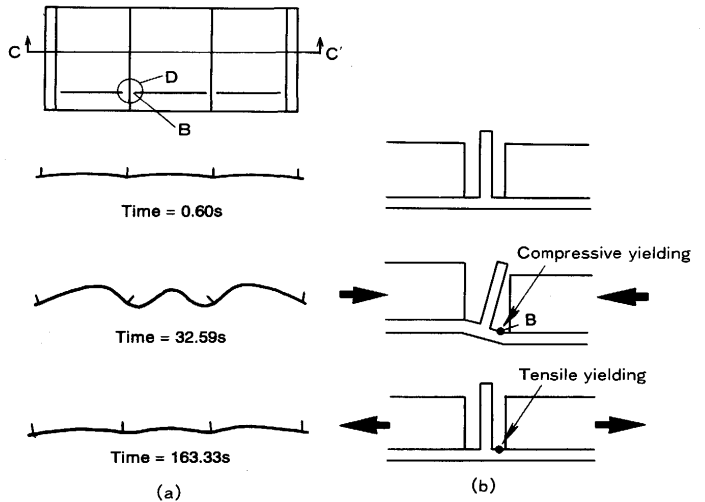 C
C'
D
B
Time = 0.60s
Compressive yielding
B
Time = 32.59s
Tensile yielding
Time = 163.33s
(a)
(b)